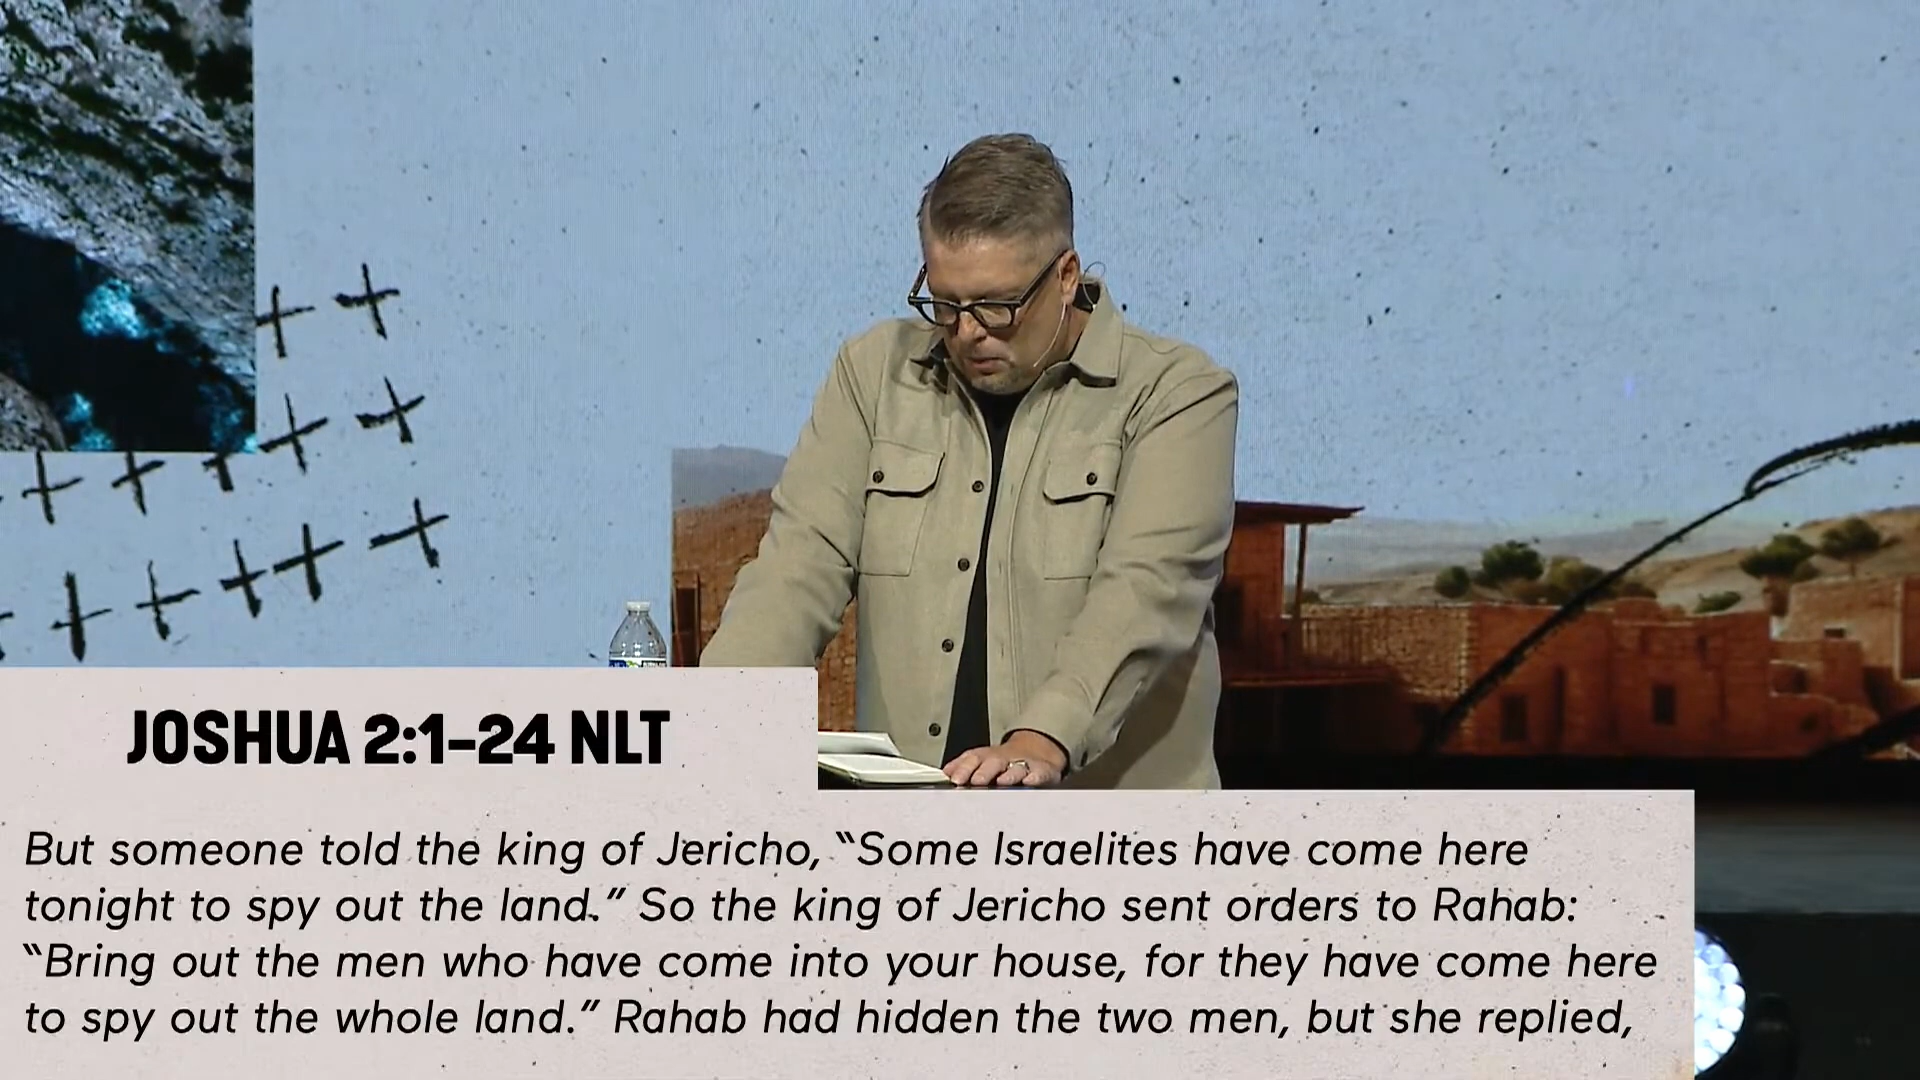 JOSHUA 2:1-24 NLT
But someone told the king of Jericho, “Some Israelites have come here
tonight to spy out the land.” So the king of Jericho sent orders to Rahab:
“Bring out the men who have come into your house, for they have come here
to spy out the whole land.” Rahab had hidden the two men, but she replied,